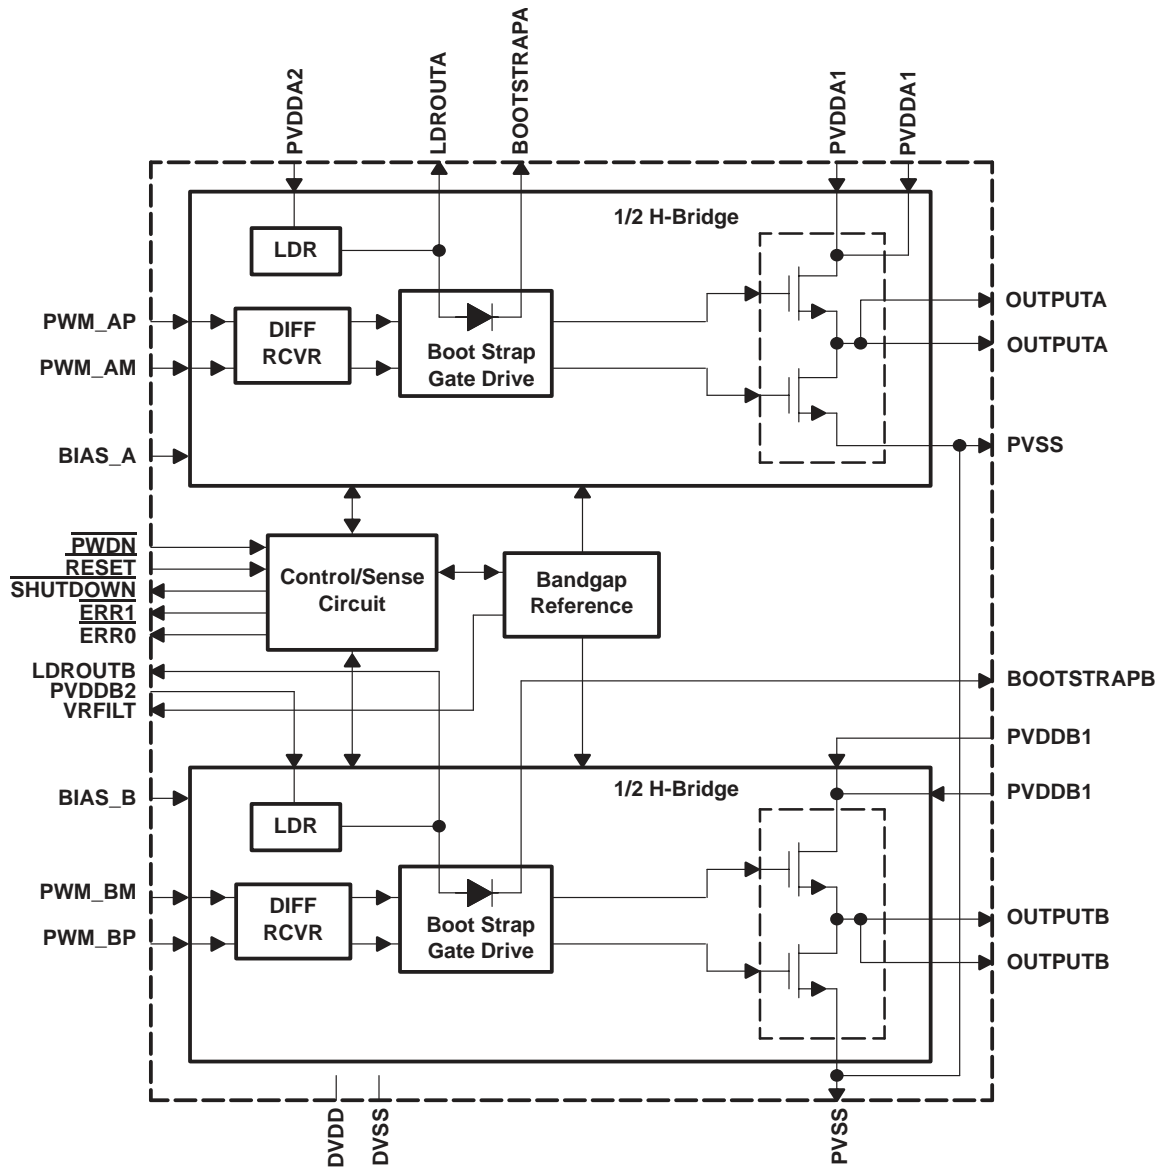 PVDDA2
LDROUTA
BOOTSTRAPA
PVDDA1
PVDDA1
1/2 H-Bridge
LDR
PWM_AP
PWM_AM
DIFF
RCVR
Boot Strap
Gate Drive
OUTPUTA
OUTPUTA
BIAS_A
PVSS
PWDN
RESET
SHUTDOWN
ERR1
ERR0
Control/Sense
Circuit
Bandgap
Reference
LDROUTB
PVDDB2
VRFILT
BOOTSTRAPB
PVDDB1
PVDDB1
BIAS_B
1/2 H-Bridge
LDR
PWM_BM
PWM_BP
DIFF
RCVR
Boot Strap
Gate Drive
OUTPUTB
OUTPUTB
DVDD
DVSS
PVSS